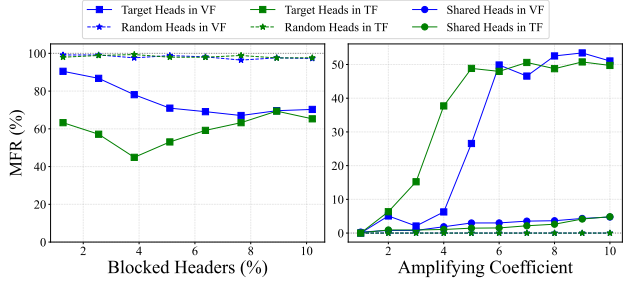 Target Heads in VF
Target Heads in TF
Shared Heads in VF
Random Heads in VF
Random Heads in TF
Shared Heads in TF
MFR (%)
100
80
60
40
20
0
2
4
6
8
10
Blocked Headers (%)
50
40
30
20
10
0
2
4
6
8
10
Amplifying Coefficient